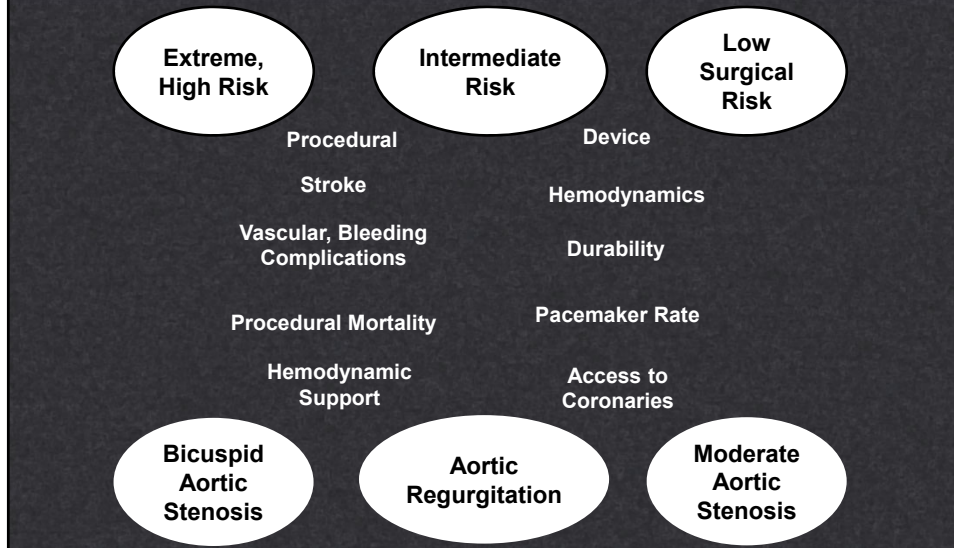 Extreme,
High Risk
Intermediate
Risk
Low
Surgical
Risk
Procedural
Device
Stroke
Hemodynamics
Vascular, Bleeding
Complications
Durability
Procedural Mortality
Pacemaker Rate
Hemodynamic
Support
Access to
Coronaries
Bicuspid
Aortic
Stenosis
Aortic
Regurgitation
Moderate
Aortic
Stenosis